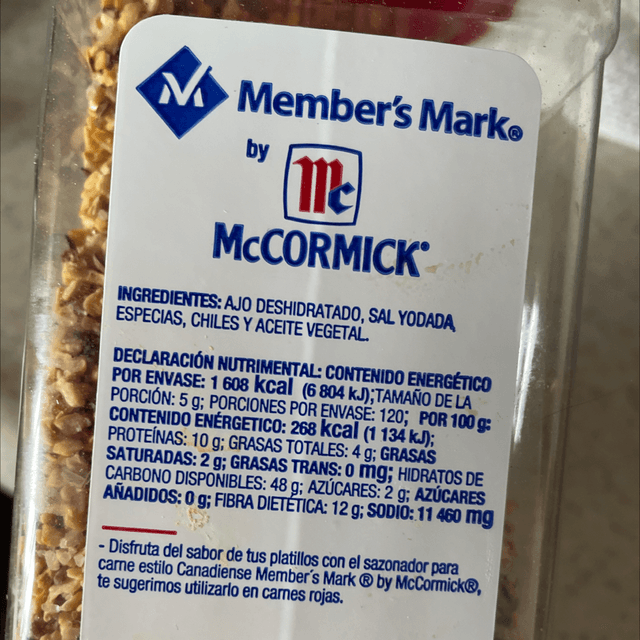 Member's Mark®
by
Mc
McCORMICK®
INGREDIENTES: AJO DESHIDRATADO, SAL YODADA,
ESPECIAS, CHILES Y ACEITE VEGETAL.
DECLARACIÓN NUTRIMENTAL: CONTENIDO ENERGÉTICO
POR ENVASE: 1 608 kcal (6 804 kJ);TAMAÑO DE LA
PORCIÓN: 5 g; PORCIONES POR ENVASE: 120; POR 100 g:
CONTENIDO ENÉRGETICO: 268 kcal (1 134 kJ);
PROTEÍNAS: 10 g; GRASAS TOTALES: 4 g; GRASAS
SATURADAS: 2 g; GRASAS TRANS: 0 mg; HIDRATOS DE
CARBONO DISPONIBLES: 48 g; AZÚCARES: 2 g; AZÚCARES
AÑADIDOS: 0 g; FIBRA DIETÉTICA: 12 g; SODIO: 11 460 mg
- Disfruta del sabor de tus platillos con el sazonador para
carne estilo Canadiense Member's Mark ® by McCormick®,
te sugerimos utilizarlo en carnes rojas.